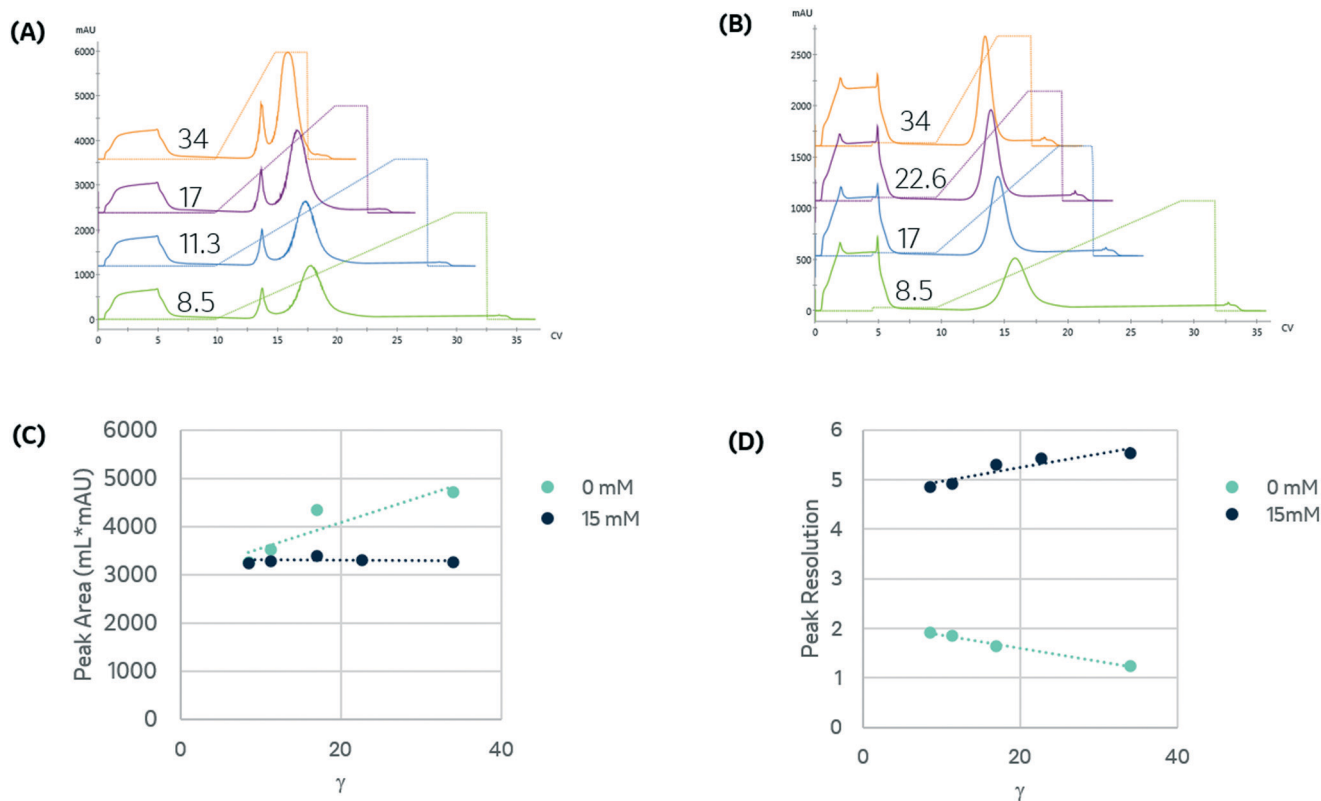 (A)
mAU
6000
5000
4000
3000
2000
1000
0
34
17
11.3
8.5
0 5 10 15 20 25 30 35 CV
(B)
mAU
2500
2000
1500
1000
500
0
34
22.6
17
8.5
0 5 10 15 20 25 30 35 CV
(C)
Peak Area (mL*mAU)
6000
5000
4000
3000
2000
1000
0
0 20 40
γ
0 mM
15 mM
(D)
Peak Resolution
6
5
4
3
2
1
0
0 20 40
γ
0 mM
15mM